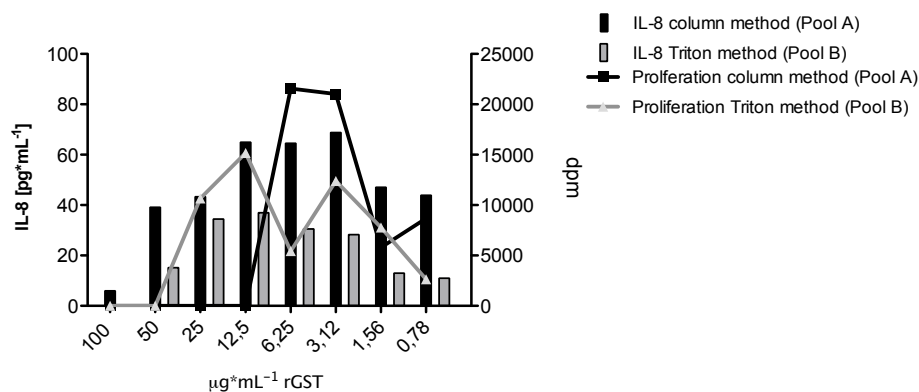 IL-8 column method (Pool A)
IL-8 Triton method (Pool B)
Proliferation column method (Pool A)
Proliferation Triton method (Pool B)
100
80
60
40
20
0
IL-8 [pg*mL⁻¹]
25000
20000
15000
10000
5000
0
dpm
100
50
25
12,5
6,25
3,12
1,56
0,78
μg*mL⁻¹ rGST